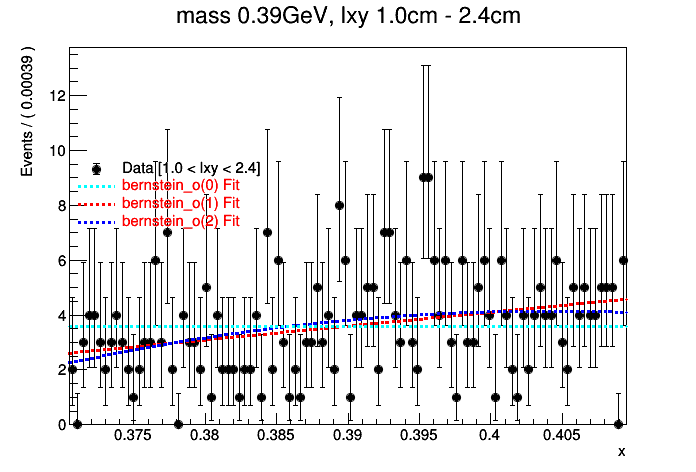 mass 0.39GeV, lxy 1.0cm - 2.4cm
Events / ( 0.00039 )
12
10
8
6
4
2
0
Data [1.0 < lxy < 2.4]
bernstein_o(0) Fit
bernstein_o(1) Fit
bernstein_o(2) Fit
0.375 0.38 0.385 0.39 0.395 0.4 0.405
x